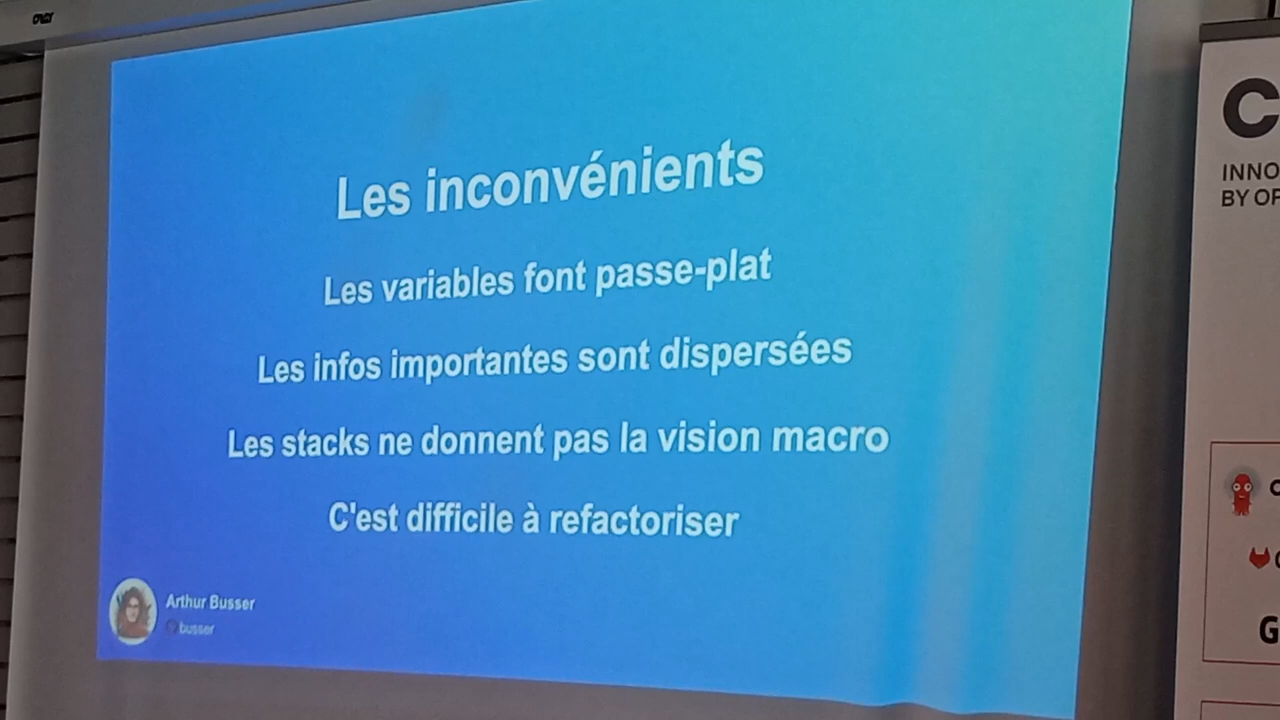 Les inconvénients
Les variables font passe-plat
Les infos importantes sont dispersées
Les stacks ne donnent pas la vision macro
C'est difficile à refactoriser
Arthur Busser
busser
C
INNO
BY OF
G